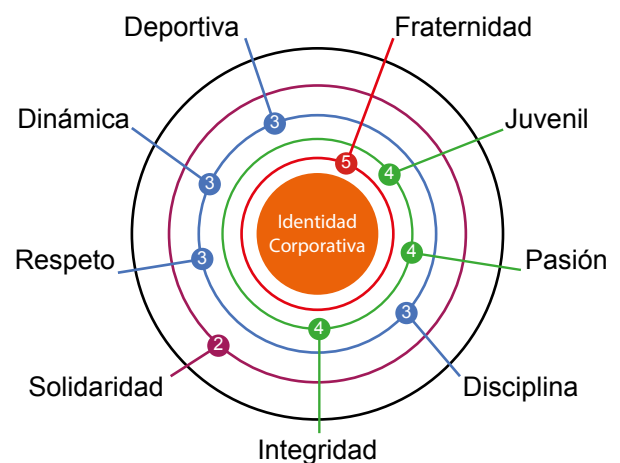 Deportiva
Fraternidad
3
Dinámica
Juvenil
5
4
3
Identidad
Corporativa
Respeto
3
4
Pasión
3
4
2
Solidaridad
Disciplina
Integridad